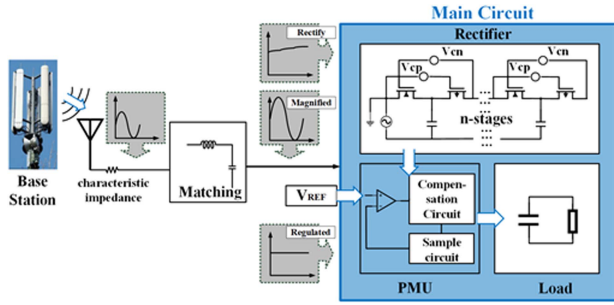 Main Circuit
Rectify
Rectifier
Vcn
Vcn
Vcp
Vcp
Magnified
n-stages
Base
Station
characteristic
impedance
Matching
VREF
Compen-
sation
Circuit
Sample
circuit
Regulated
PMU
Load